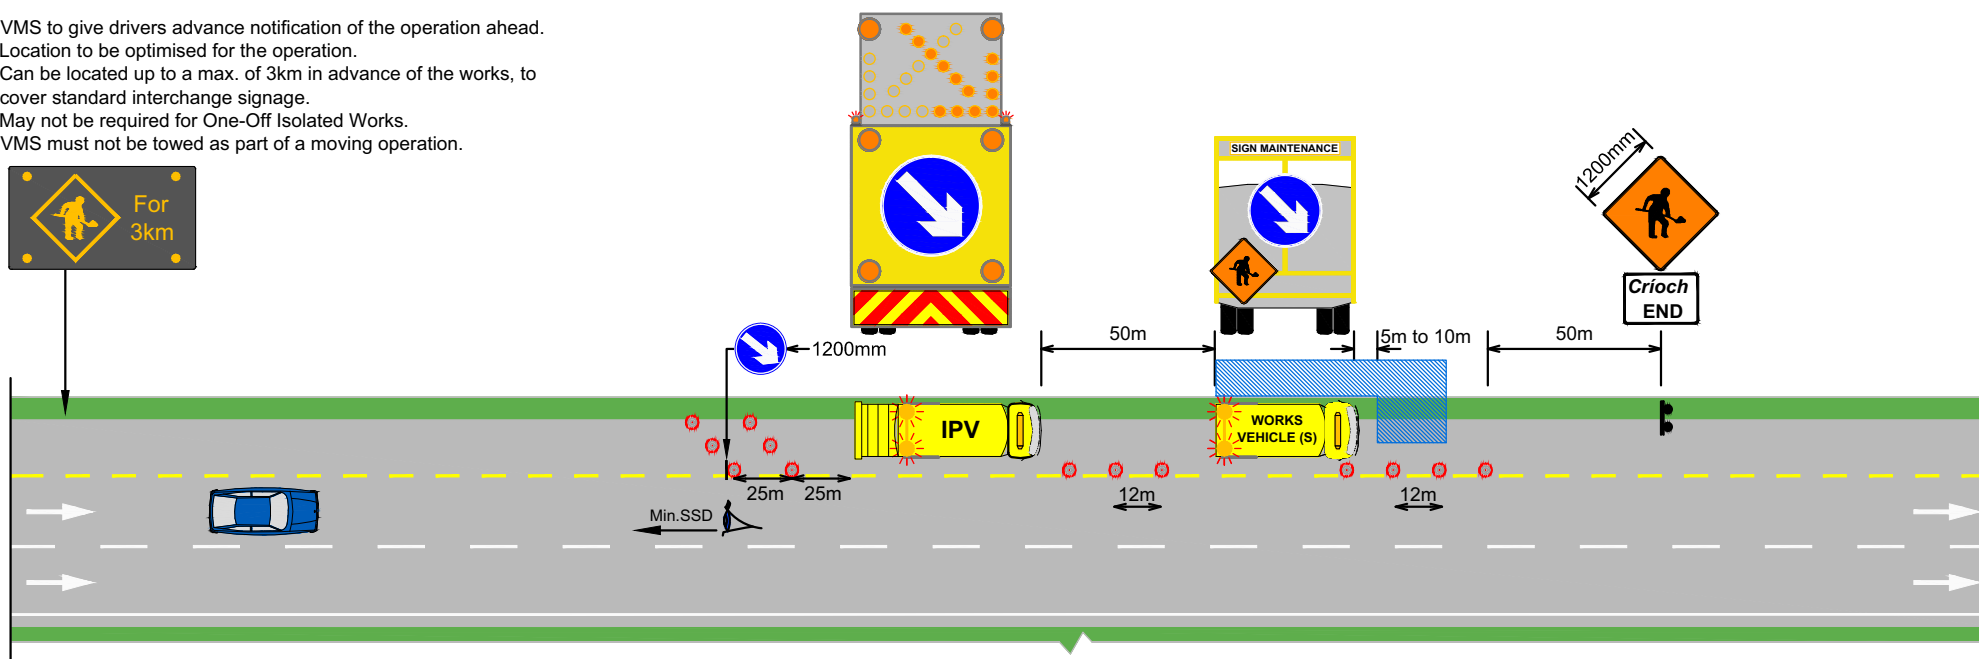 VMS to give drivers advance notification of the operation ahead.
Location to be optimised for the operation.
Can be located up to a max. of 3km in advance of the works, to
cover standard interchange signage.
May not be required for One-Off Isolated Works.
VMS must not be towed as part of a moving operation.
For
3km
SIGN MAINTENANCE
1200mm
Críoch
END
1200mm
50m
5m to 10m
50m
IPV
WORKS
VEHICLE (S)
25m
25m
12m
12m
Min.SSD